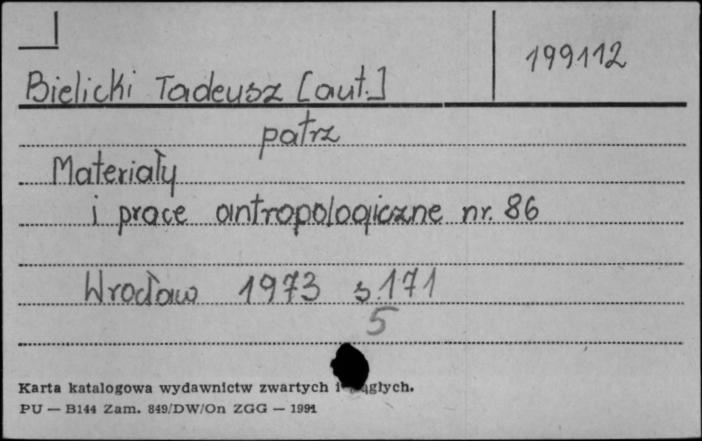 199112
Bielicki Tadeusz [aut.]
patrz
Materiały
i prace antropologiczne nr. 86
Wrocław 1973 s.171
5
Karta katalogowa wydawnictw zwartych i
PU — B144 Zam. 849/DW/On ZGG — 1991